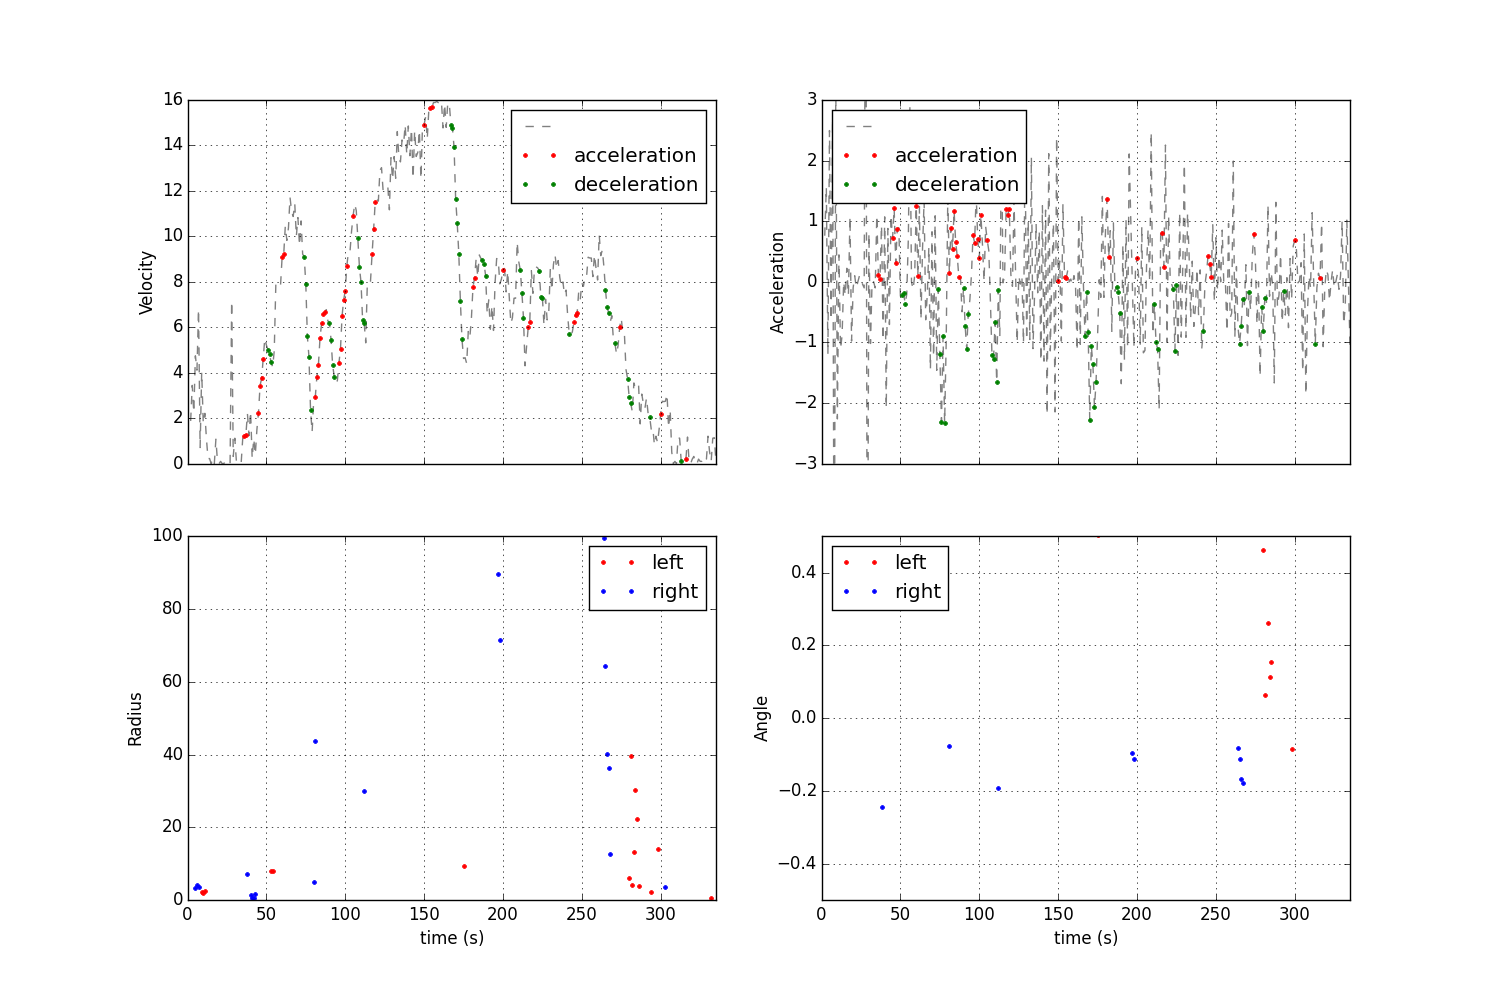 16
14
12
10
8
6
4
2
0
Velocity
acceleration
deceleration
3
2
1
0
−1
−2
−3
Acceleration
acceleration
deceleration
100
80
60
40
20
0
Radius
left
right
0 50 100 150 200 250 300
time (s)
0.4
0.2
0.0
−0.2
−0.4
Angle
left
right
0 50 100 150 200 250 300
time (s)